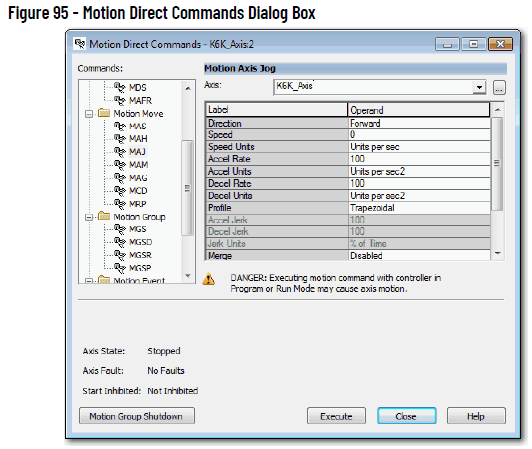 Figure 95 - Motion Direct Commands Dialog Box
Motion Direct Commands - K6K_Axis:2
Commands:
MDS
MAFR
Motion Move
MAS
MAH
MAJ
MAM
MAG
MCD
MRP
Motion Group
MGS
MGSD
MGSR
MGSP
Motion Event
Motion Axis Jog
Axis: K6K_Axis ...
Label Operand
Direction Forward
Speed 0
Speed Units Units per sec
Accel Rate 100
Accel Units Units per sec2
Decel Rate 100
Decel Units Units per sec2
Profile Trapezoidal
Accel Jerk 100
Decel Jerk 100
Jerk Units % of Time
Merge Disabled
DANGER: Executing motion command with controller in
Program or Run Mode may cause axis motion.
Axis State: Stopped
Axis Fault: No Faults
Start Inhibited: Not Inhibited
Motion Group Shutdown Execute Close Help